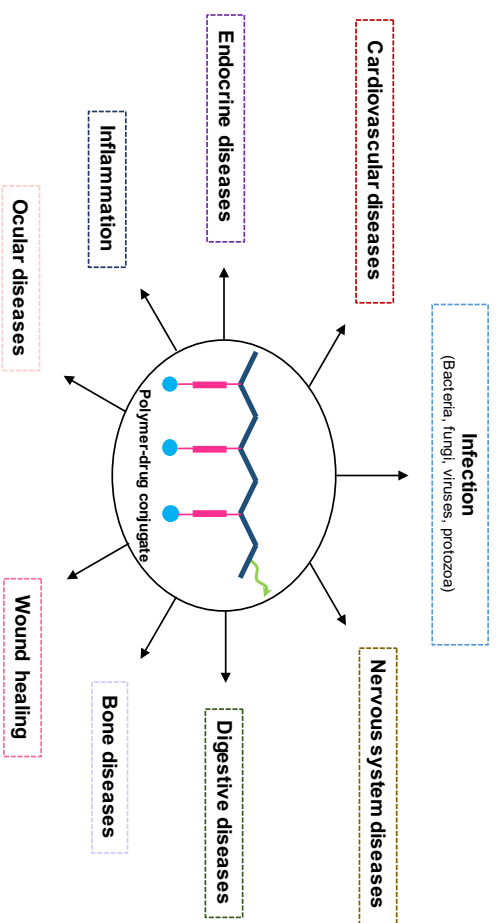 Infection
(Bacteria, fungi, viruses, protozoa)
Cardiovascular diseases
Nervous system diseases
Endocrine diseases
Digestive diseases
Polymer-drug conjugate
Inflammation
Bone diseases
Ocular diseases
Wound healing